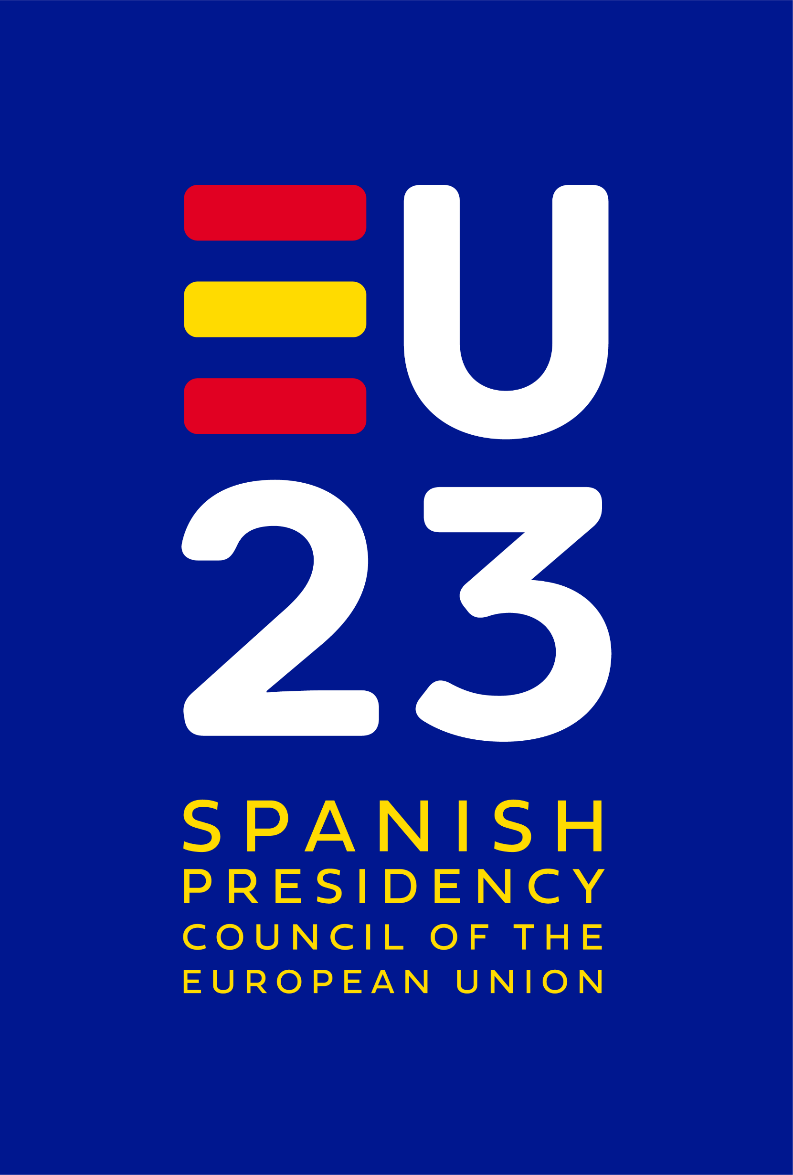 EU
23
SPANISH
PRESIDENCY
COUNCIL OF THE
EUROPEAN UNION